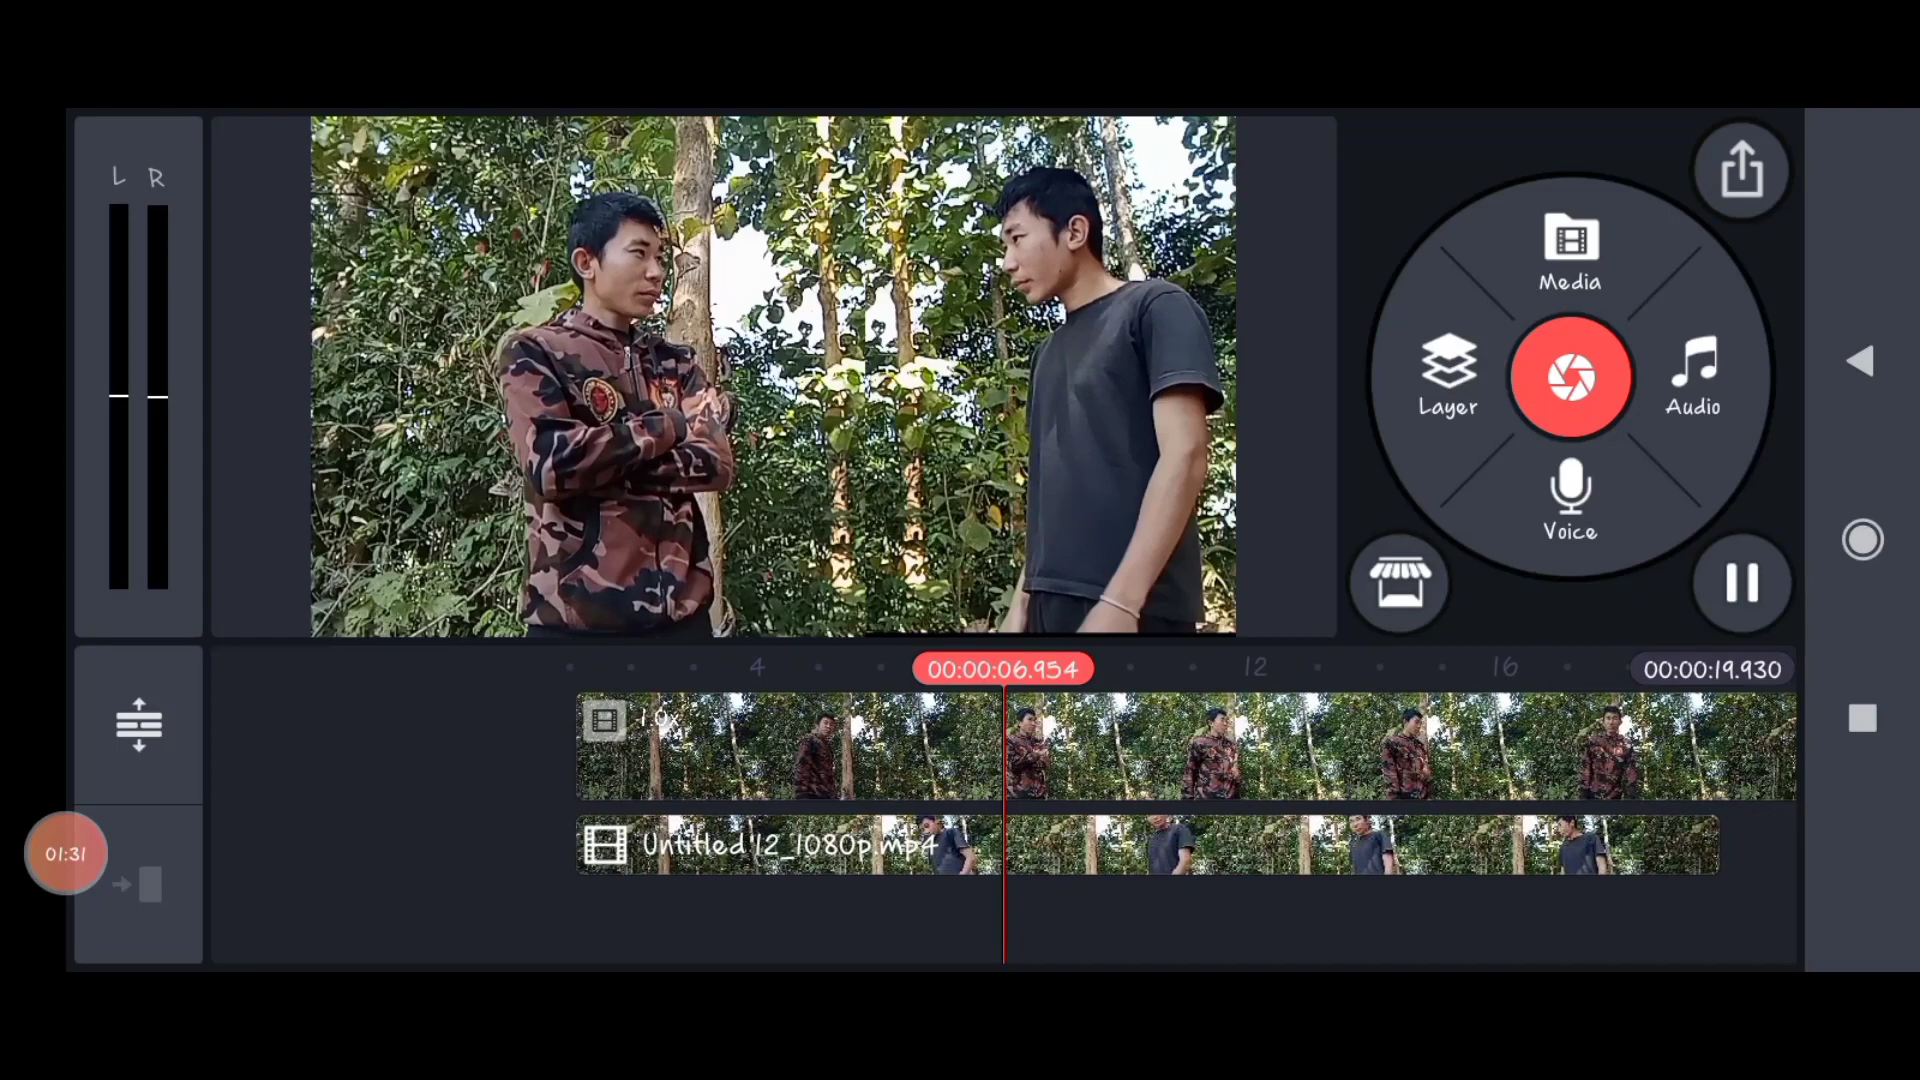 L R
Media
Layer
Audio
Voice
4
00:00:06.954
12
16
00:00:19.930
1.0x
Untitled 12_1080p.mp4
01:31